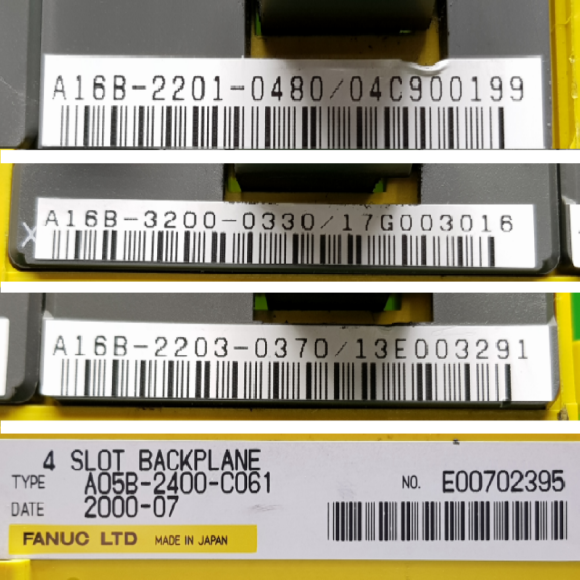 A16B-2201-0480/04C900199
A16B-3200-0330/17G003016
A16B-2203-0370/13E003291
4 SLOT BACKPLANE
TYPE A05B-2400-C061 NO. E00702395
DATE 2000-07
FANUC LTD MADE IN JAPAN